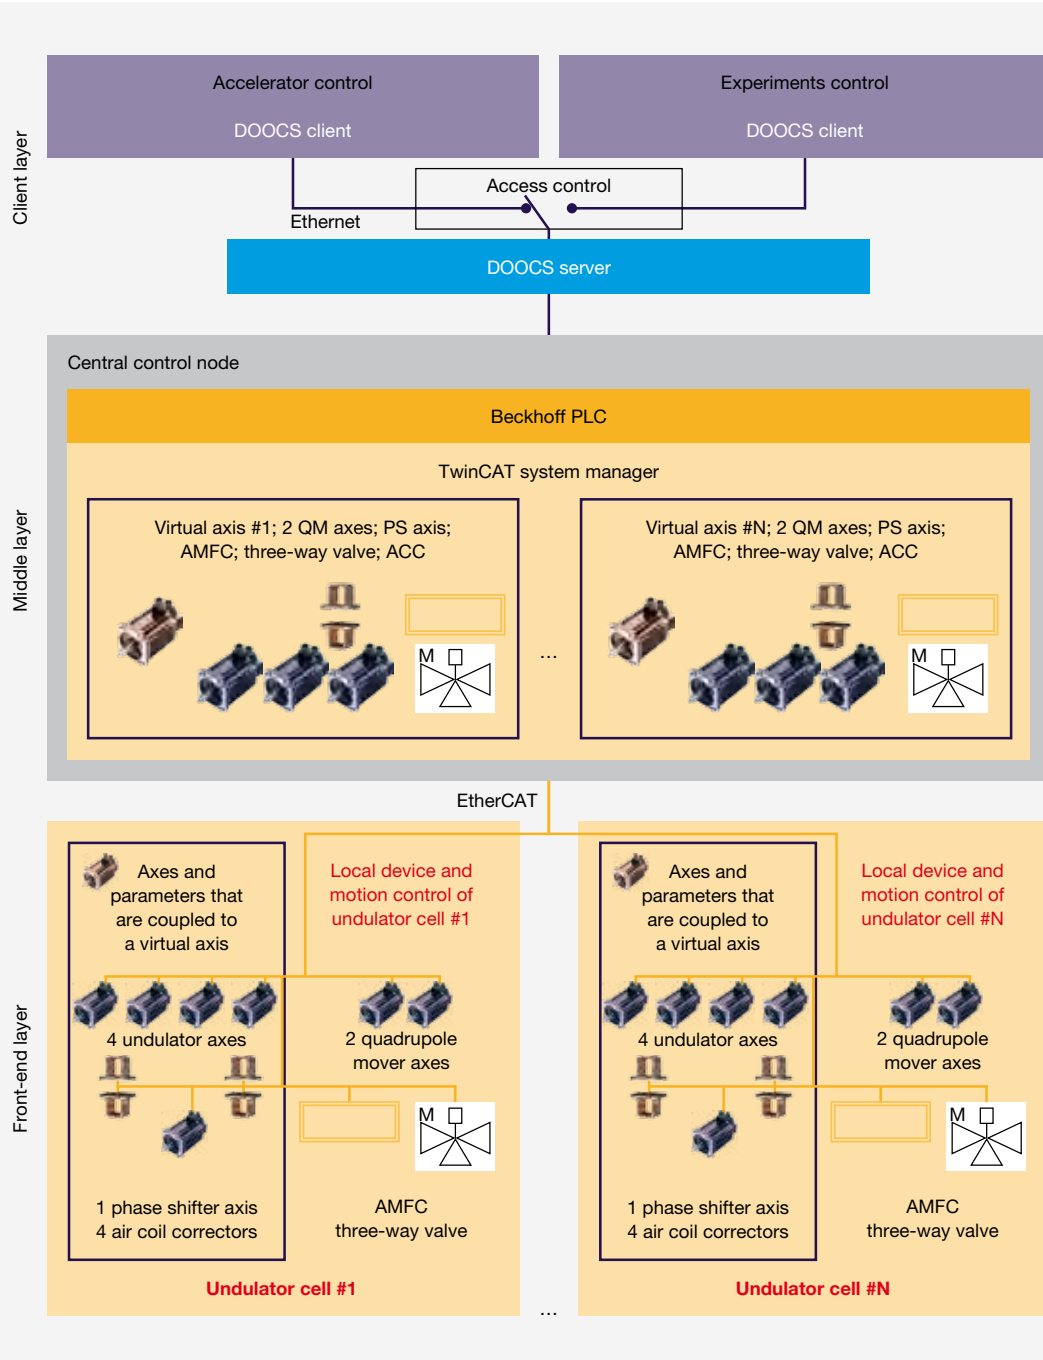 Client layer
Accelerator control
DOOCS client
Experiments control
DOOCS client
Access control
Ethernet
DOOCS server
Middle layer
Central control node
Beckhoff PLC
TwinCAT system manager
Virtual axis #1; 2 QM axes; PS axis;
AMFC; three-way valve; ACC
M
...
Virtual axis #N; 2 QM axes; PS axis;
AMFC; three-way valve; ACC
M
EtherCAT
Front-end layer
Axes and
parameters that
are coupled to
a virtual axis
Local device and
motion control of
undulator cell #1
4 undulator axes
2 quadrupole
mover axes
M
1 phase shifter axis
4 air coil correctors
AMFC
three-way valve
Undulator cell #1
...
Axes and
parameters that
are coupled to
a virtual axis
Local device and
motion control of
undulator cell #N
4 undulator axes
2 quadrupole
mover axes
M
1 phase shifter axis
4 air coil correctors
AMFC
three-way valve
Undulator cell #N